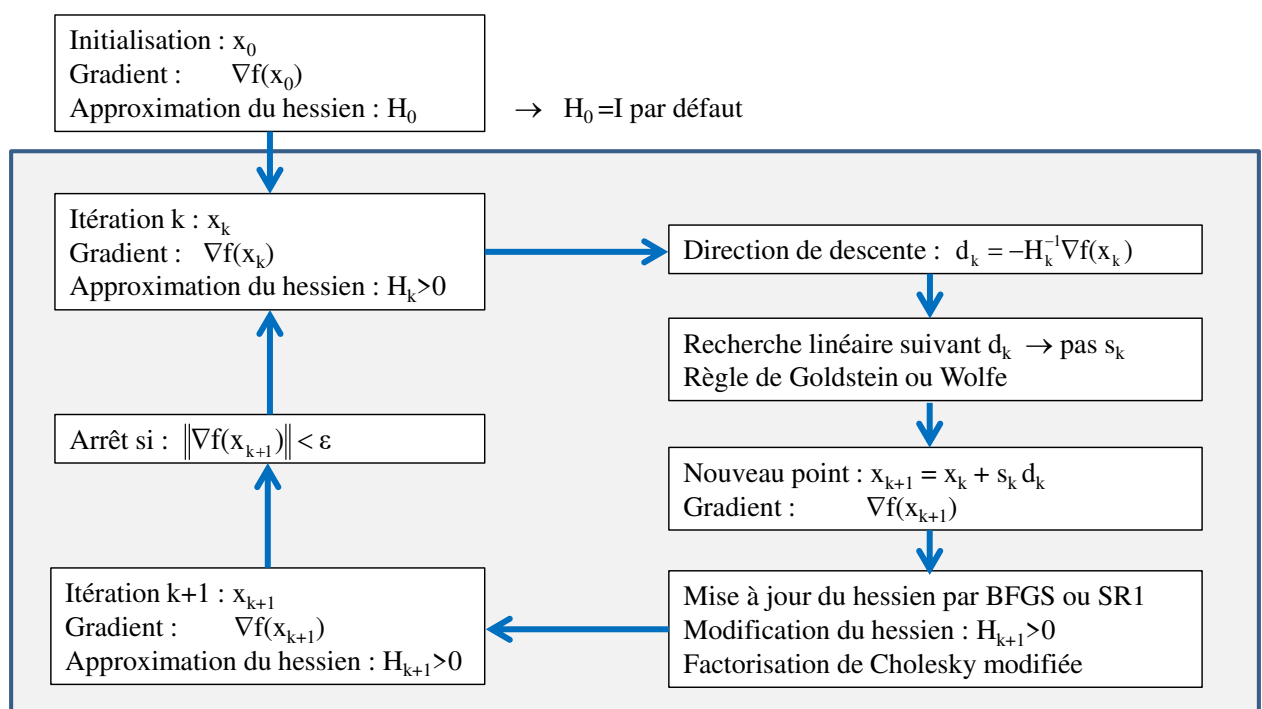 Initialisation : x₀
Gradient : ∇f(x₀)
Approximation du hessien : H₀ → H₀ =I par défaut
Itération k : xₖ
Gradient : ∇f(xₖ)
Approximation du hessien : Hₖ>0
Direction de descente : dₖ = −Hₖ⁻¹∇f(xₖ)
Recherche linéaire suivant dₖ → pas sₖ
Règle de Goldstein ou Wolfe
Nouveau point : xₖ₊₁ = xₖ + sₖ dₖ
Gradient : ∇f(xₖ₊₁)
Mise à jour du hessien par BFGS ou SR1
Modification du hessien : Hₖ₊₁>0
Factorisation de Cholesky modifiée
Itération k+1 : xₖ₊₁
Gradient : ∇f(xₖ₊₁)
Approximation du hessien : Hₖ₊₁>0
Arrêt si : ‖∇f(xₖ₊₁)‖ < ε